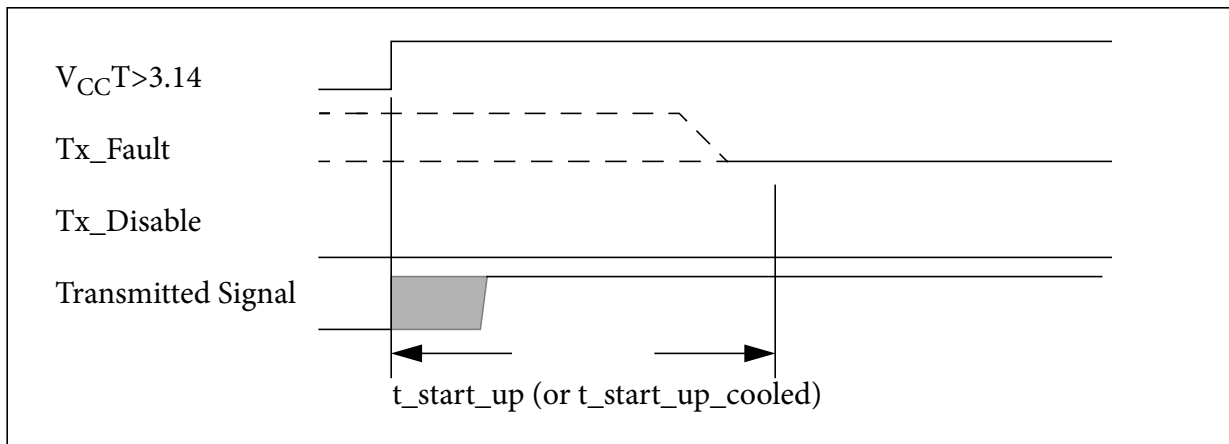 VCCT>3.14
Tx_Fault
Tx_Disable
Transmitted Signal
t_start_up (or t_start_up_cooled)